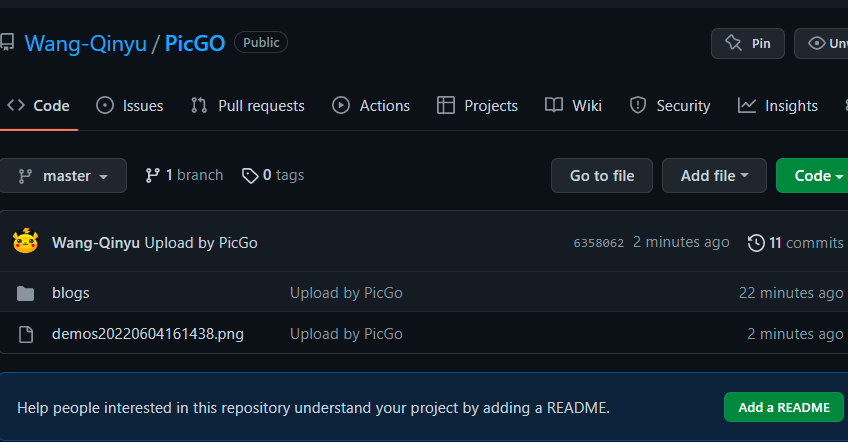 Wang-Qinyu / PicGO Public Pin
Code Issues Pull requests Actions Projects Wiki Security Insights
master 1 branch 0 tags Go to file Add file Code
Wang-Qinyu Upload by PicGo 6358062 2 minutes ago 11 commits
blogs Upload by PicGo 22 minutes ago
demos20220604161438.png Upload by PicGo 2 minutes ago
Help people interested in this repository understand your project by adding a README. Add a README